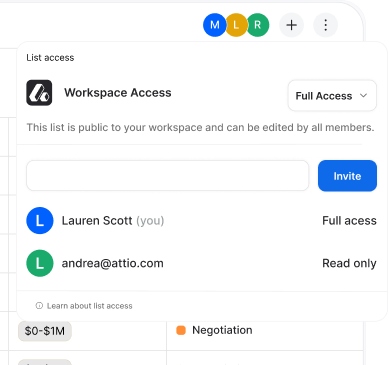 M L R
List access
Workspace Access
Full Access
This list is public to your workspace and can be edited by all members.
Invite
L Lauren Scott (you) Full acess
L andrea@attio.com Read only
Learn about list access
$0-$1M Negotiation